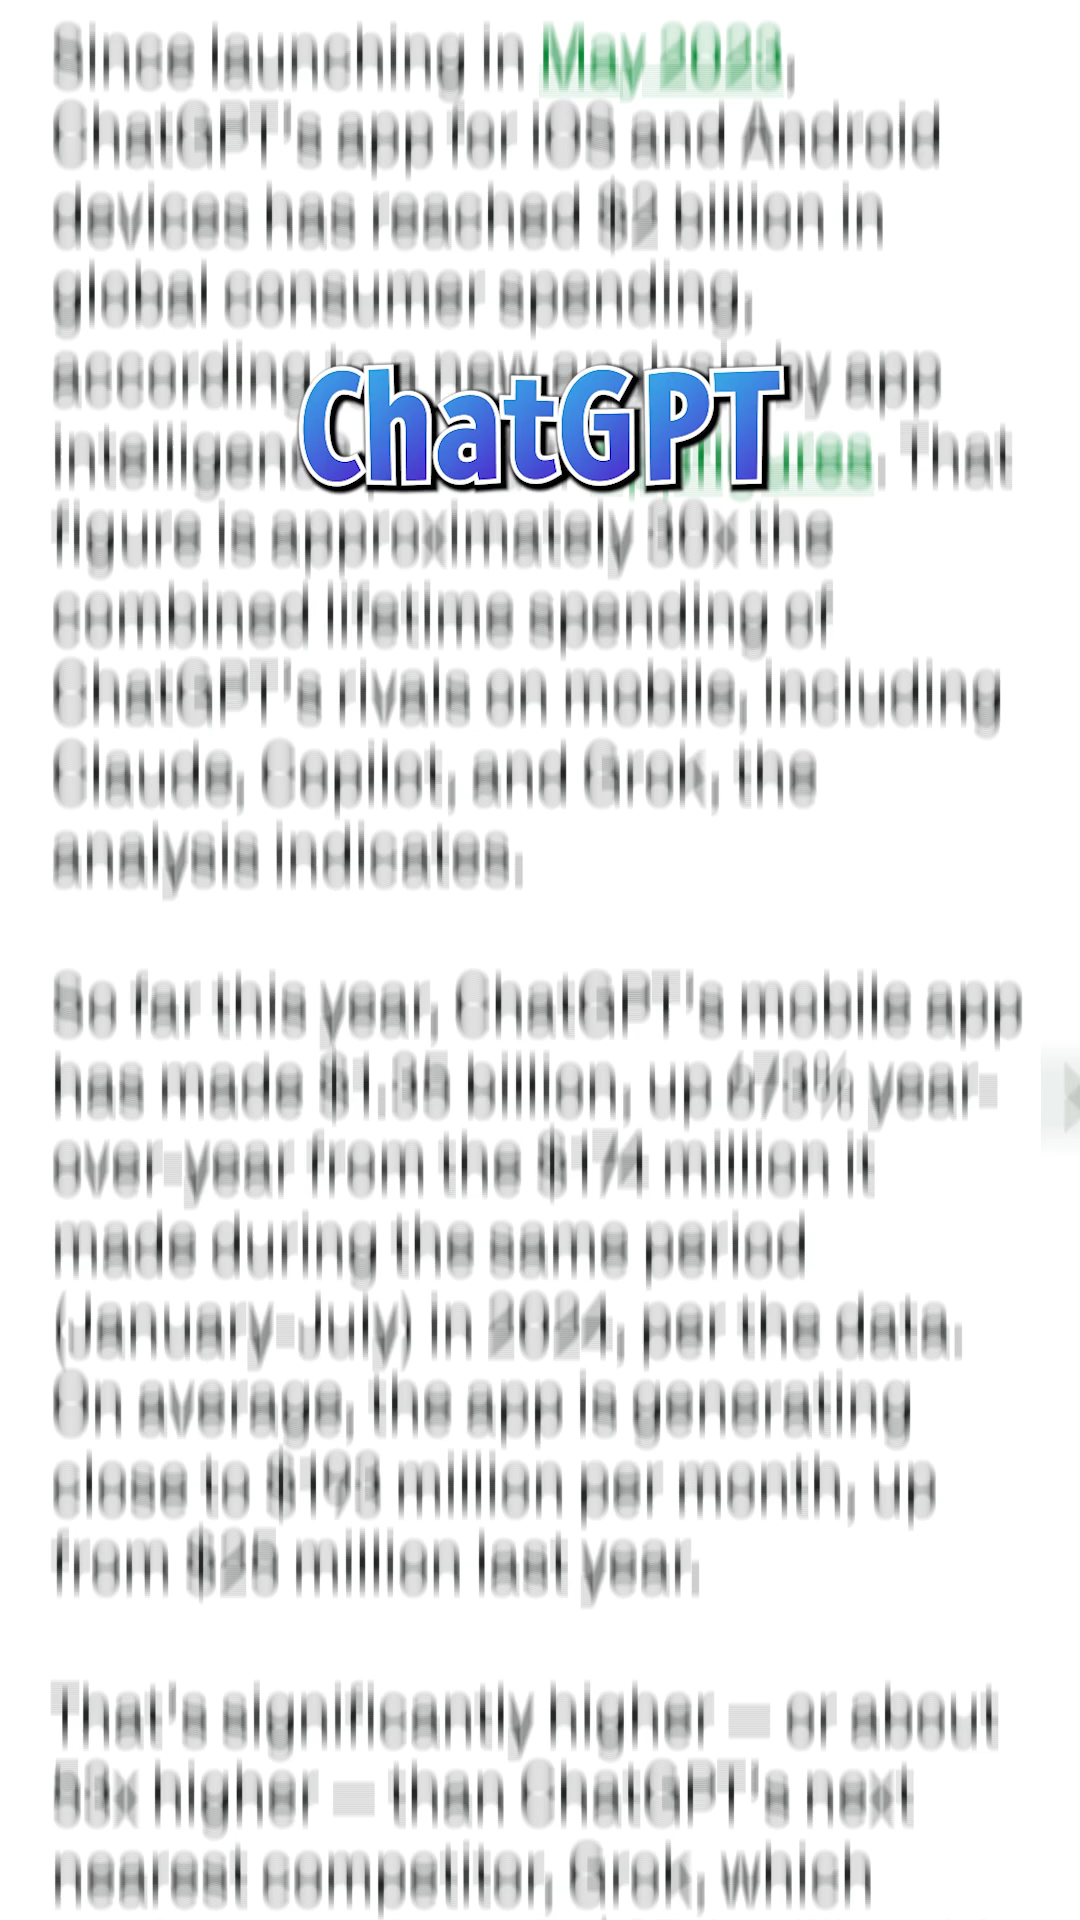 Since launching in May 2023,
ChatGPT's app for iOS and Android
devices has reached $2 billion in
global consumer spending,
according to a new analysis by app
ChatGPT
That
figure is approximately 30x the
combined lifetime spending of
ChatGPT's rivals on mobile, including
Claude, Copilot, and Grok, the
analysis indicates.
So far this year, ChatGPT's mobile app
has made $1.35 billion, up 673% year-
over-year from the $174 million it
made during the same period
(January-July) in 2024, per the data.
On average, the app is generating
close to $193 million per month, up
from $25 million last year.
That's significantly higher — or about
53x higher — than ChatGPT's next
nearest competitor, Grok, which